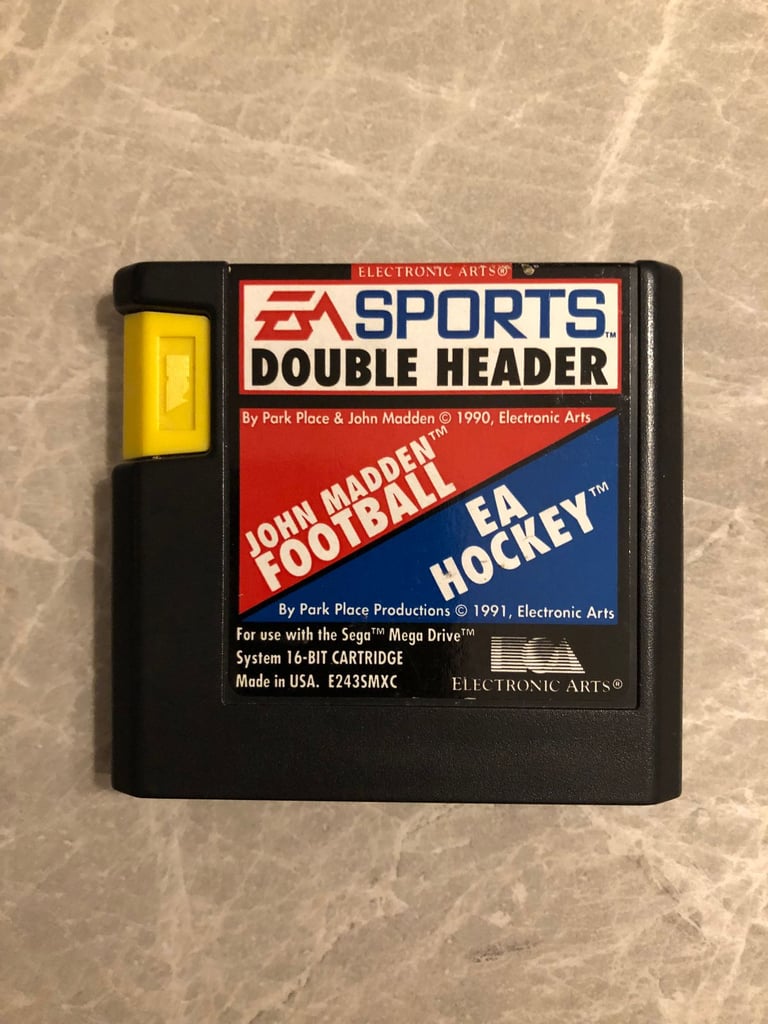 ELECTRONIC ARTS®
EA SPORTS™
DOUBLE HEADER
By Park Place & John Madden © 1990, Electronic Arts
JOHN MADDEN™
FOOTBALL
EA
HOCKEY™
By Park Place Productions © 1991, Electronic Arts
For use with the Sega™ Mega Drive™
System 16-BIT CARTRIDGE
Made in USA. E243SMXC
EA
ELECTRONIC ARTS®